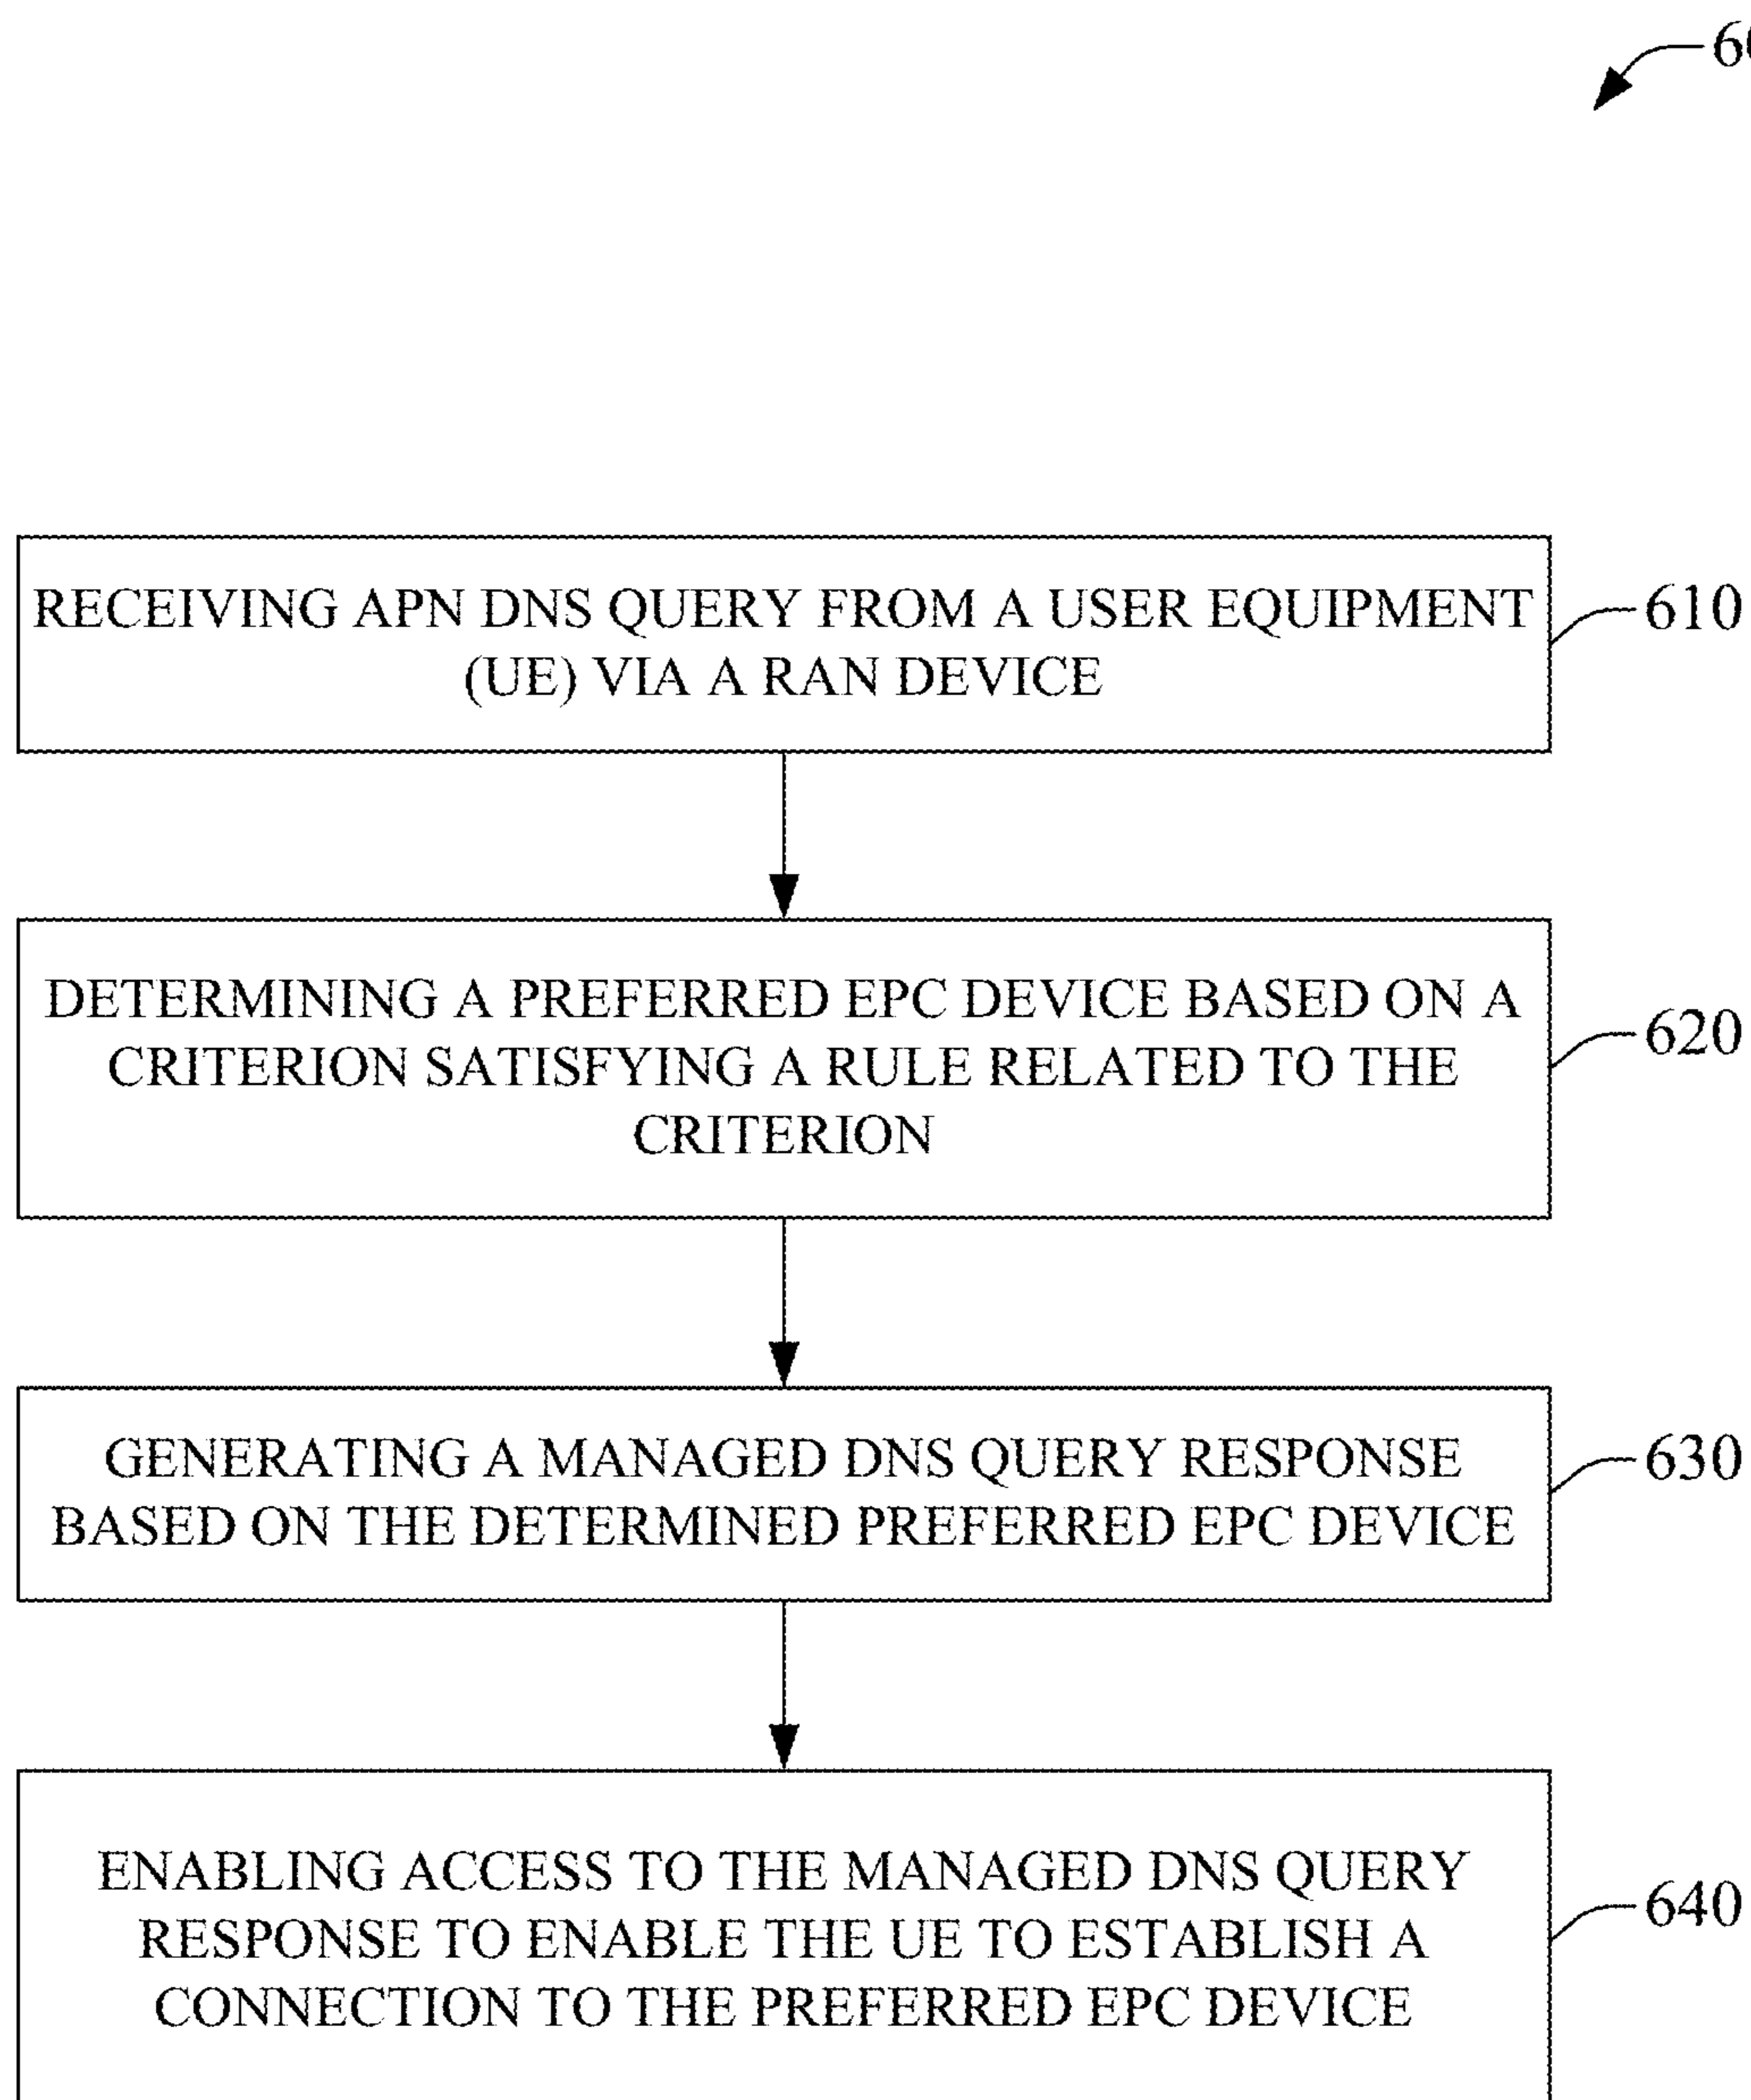 RECEIVING APN DNS QUERY FROM A USER EQUIPMENT
(UE) VIA A RAN DEVICE
610
DETERMINING A PREFERRED EPC DEVICE BASED ON A
CRITERION SATISFYING A RULE RELATED TO THE
CRITERION
620
GENERATING A MANAGED DNS QUERY RESPONSE
BASED ON THE DETERMINED PREFERRED EPC DEVICE
630
ENABLING ACCESS TO THE MANAGED DNS QUERY
RESPONSE TO ENABLE THE UE TO ESTABLISH A
CONNECTION TO THE PREFERRED EPC DEVICE
640